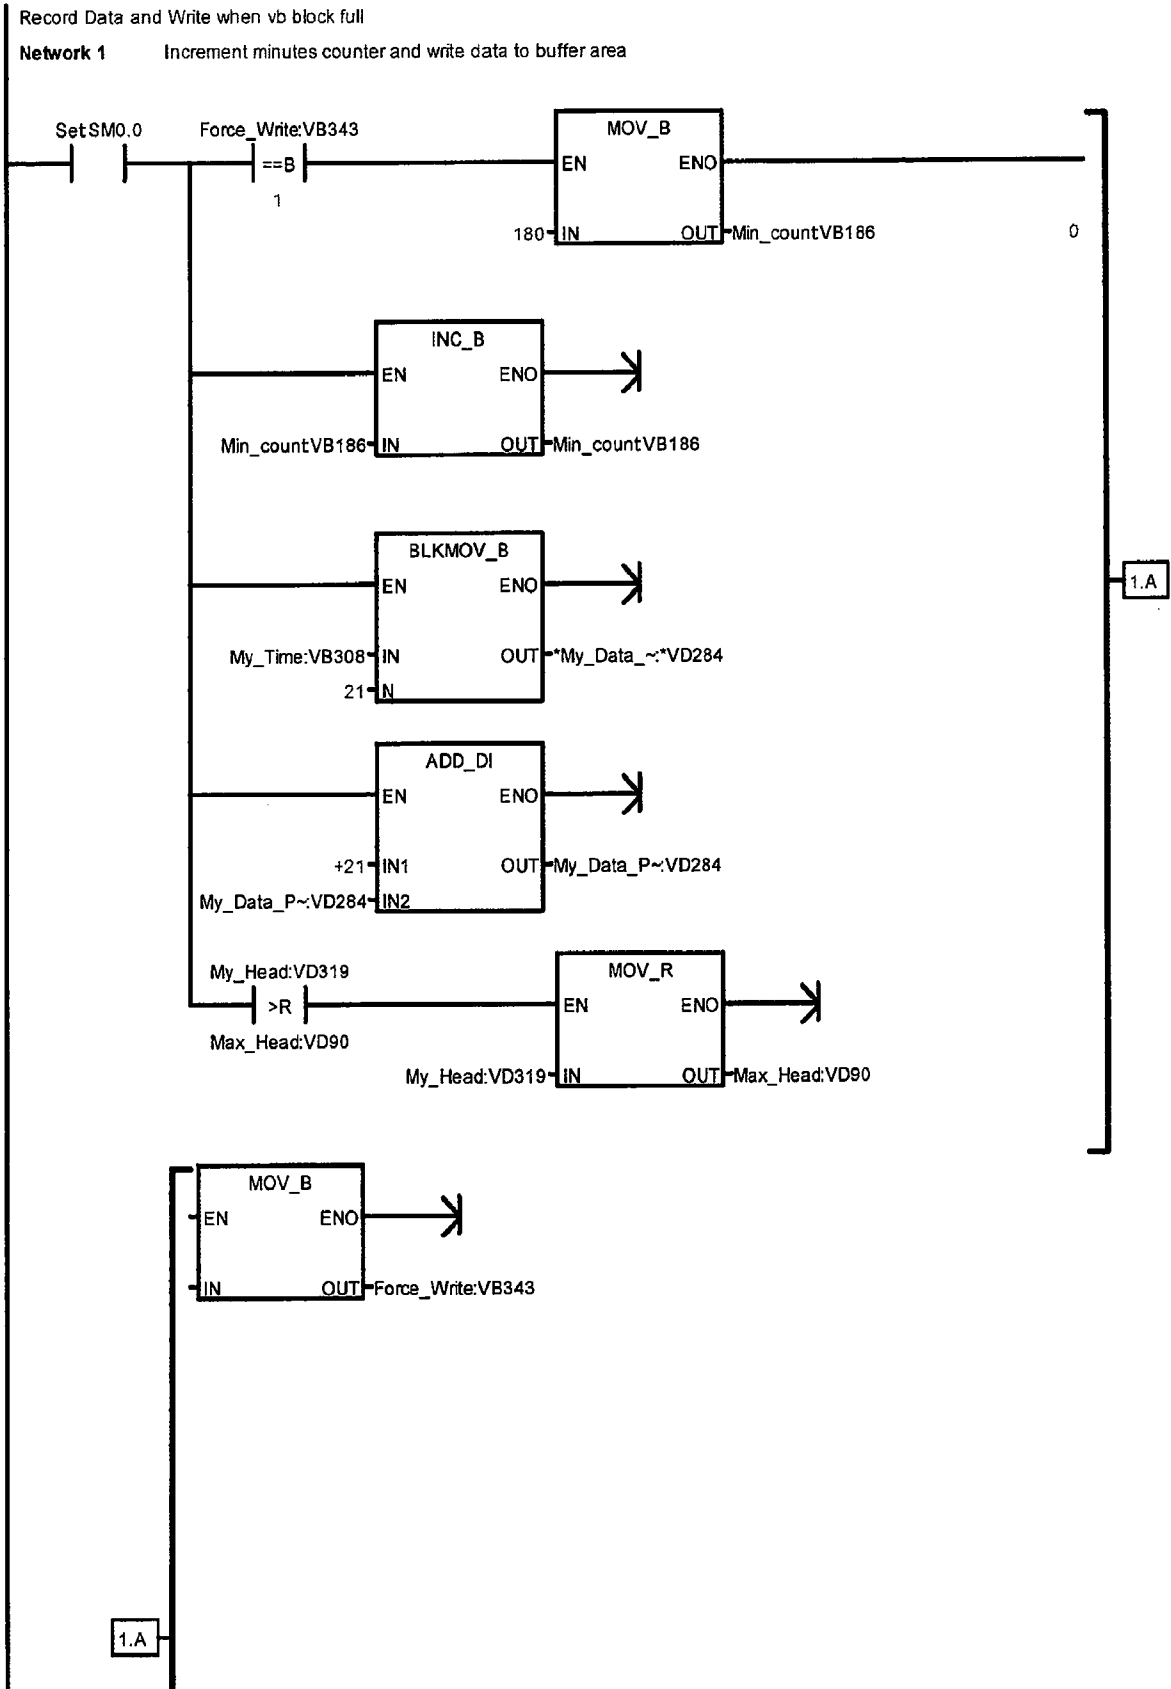 Record Data and Write when vb block full
Network 1 Increment minutes counter and write data to buffer area
SetSM0.0 Force_Write:VB343 MOV_B
==B EN ENO
1
180 IN OUT Min_countVB186 0
INC_B
EN ENO
Min_countVB186 IN OUT Min_countVB186
BLKMOV_B
EN ENO
1.A
My_Time:VB308 IN OUT *My_Data_~:*VD284
21 N
ADD_DI
EN ENO
+21 IN1 OUT My_Data_P~:VD284
My_Data_P~:VD284 IN2
My_Head:VD319 MOV_R
>R EN ENO
Max_Head:VD90
My_Head:VD319 IN OUT Max_Head:VD90
MOV_B
EN ENO
IN OUT Force_Write:VB343
1.A